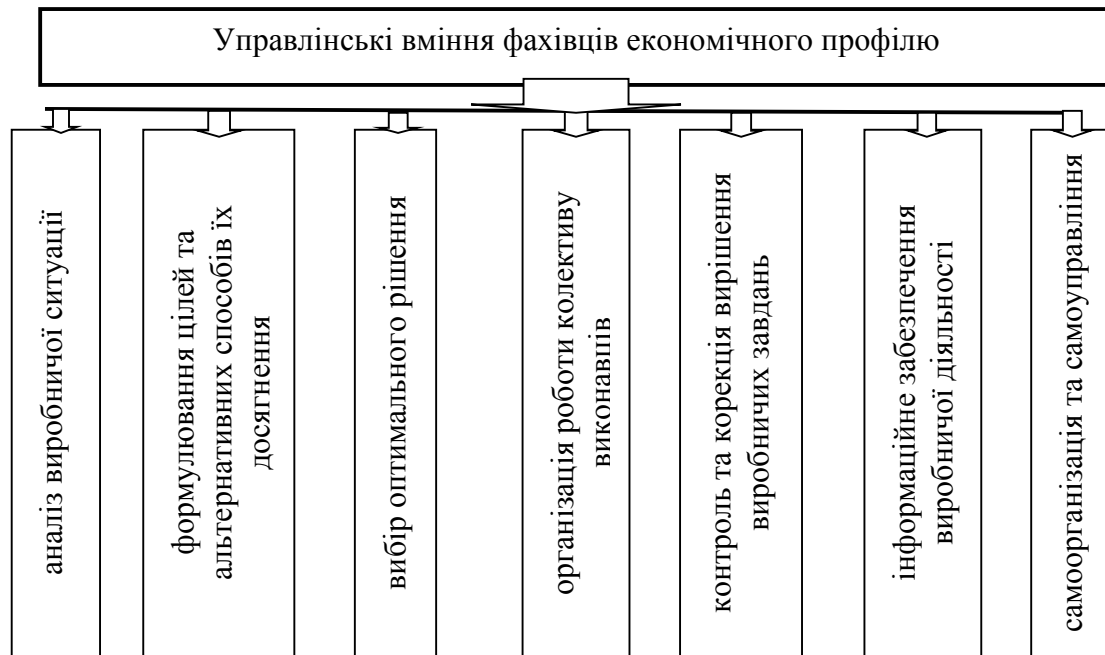 Управлінські вміння фахівців економічного профілю
аналіз виробничої ситуації
формулювання цілей та
альтернативних способів їх
досягнення
вибір оптимального рішення
організація роботи колективу
виконавців
контроль та корекція вирішення
виробничих завдань
інформаційне забезпечення
виробничої діяльності
самоорганізація та самоуправління